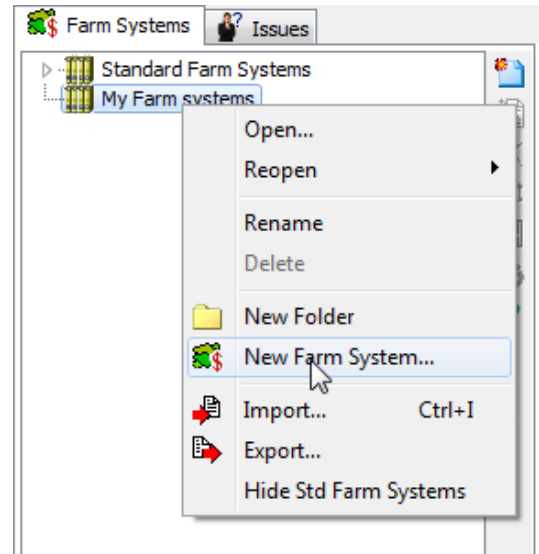 Farm Systems
Issues
Standard Farm Systems
My Farm systems
Open...
Reopen
Rename
Delete
New Folder
New Farm System...
Import... Ctrl+I
Export...
Hide Std Farm Systems